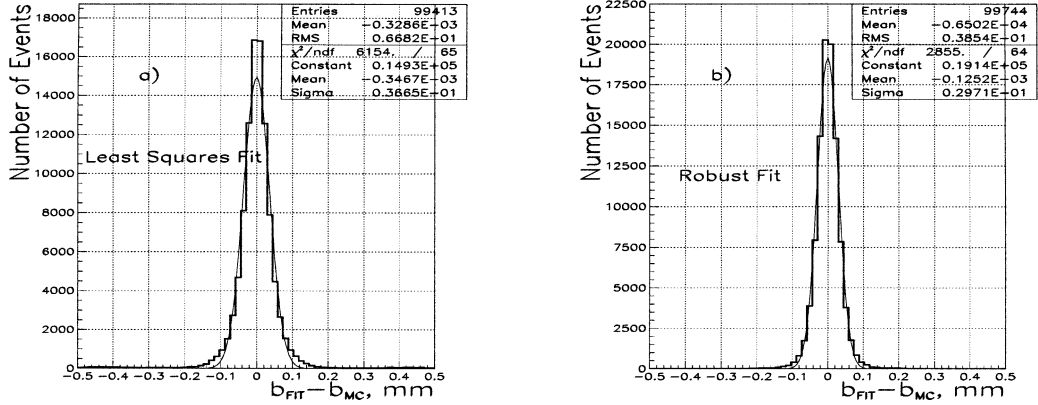 Number of Events
18000
16000
14000
12000
10000
8000
6000
4000
2000
0
a)
Least Squares Fit
Entries 99413
Mean -0.3286E-03
RMS 0.6682E-01
χ²/ndf 6154. / 65
Constant 0.1493E+05
Mean -0.3467E-03
Sigma 0.3665E-01
-0.5 -0.4 -0.3 -0.2 -0.1 0 0.1 0.2 0.3 0.4 0.5
bFIT-bMC, mm
Number of Events
22500
20000
17500
15000
12500
10000
7500
5000
2500
0
b)
Robust Fit
Entries 99744
Mean -0.6502E-04
RMS 0.3854E-01
χ²/ndf 2855. / 64
Constant 0.1914E+05
Mean -0.1252E-03
Sigma 0.2971E-01
-0.5 -0.4 -0.3 -0.2 -0.1 0 0.1 0.2 0.3 0.4 0.5
bFIT-bMC, mm